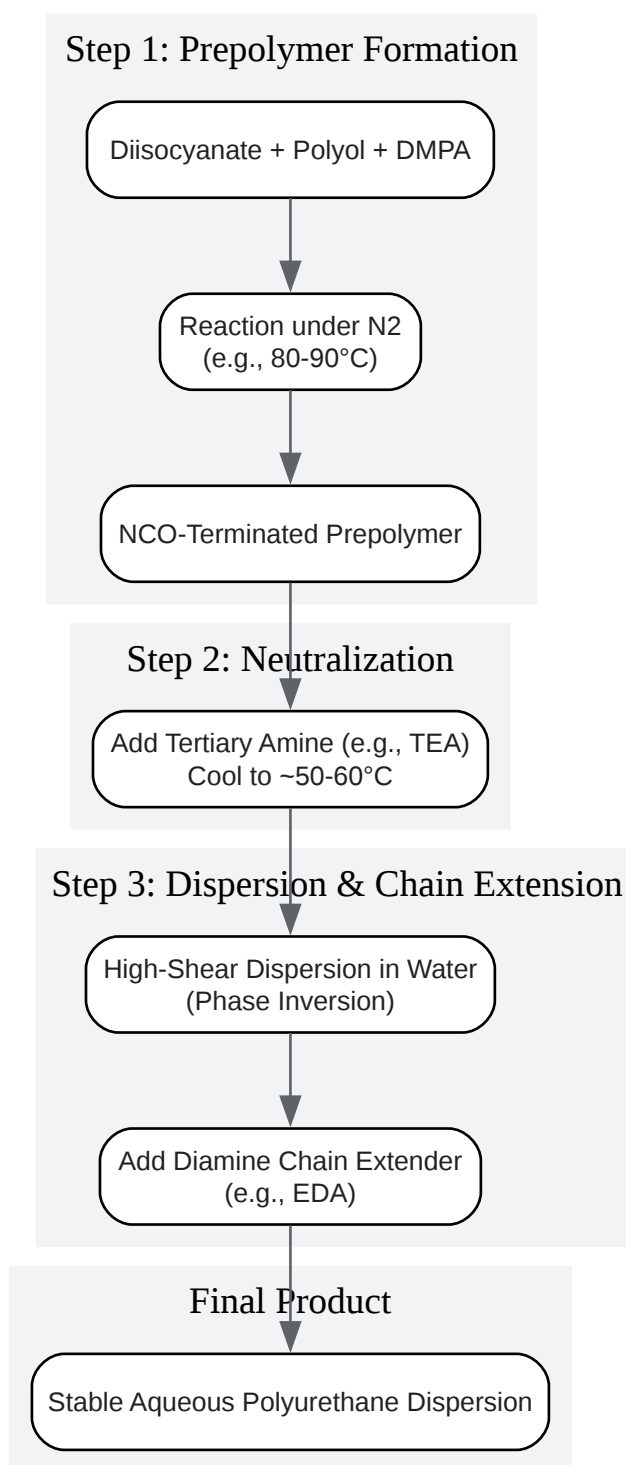 Step 1: Prepolymer Formation
Diisocyanate + Polyol + DMPA
Reaction under N2
(e.g., 80-90°C)
NCO-Terminated Prepolymer
Step 2: Neutralization
Add Tertiary Amine (e.g., TEA)
Cool to ~50-60°C
Step 3: Dispersion & Chain Extension
High-Shear Dispersion in Water
(Phase Inversion)
Add Diamine Chain Extender
(e.g., EDA)
Final Product
Stable Aqueous Polyurethane Dispersion